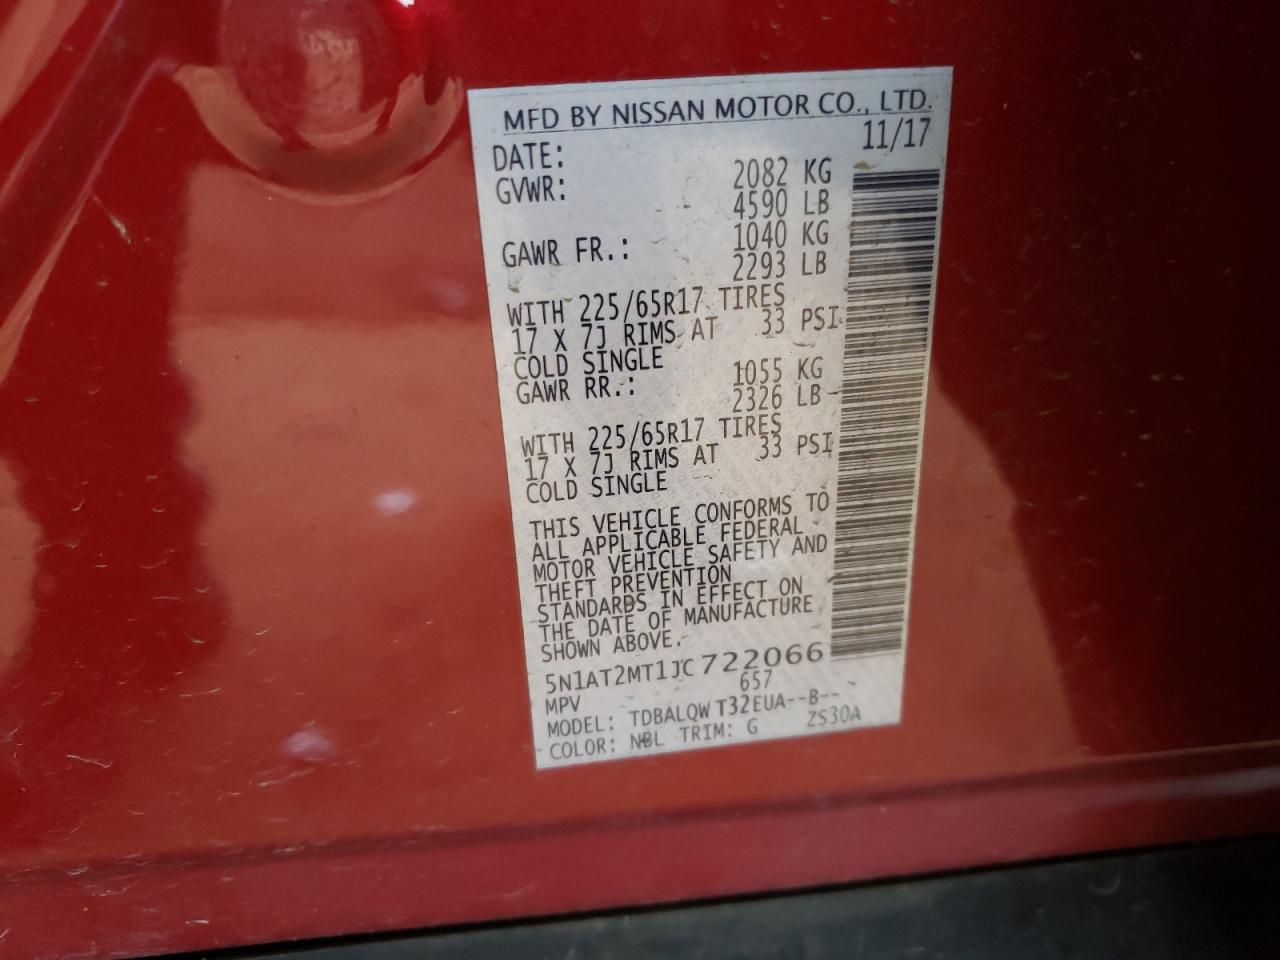 MFD BY NISSAN MOTOR CO., LTD.
DATE: 11/17
GVWR: 2082 KG
4590 LB
GAWR FR.: 1040 KG
2293 LB
WITH 225/65R17 TIRES
17 X 7J RIMS AT 33 PSI
COLD SINGLE
GAWR RR.: 1055 KG
2326 LB
WITH 225/65R17 TIRES
17 X 7J RIMS AT 33 PSI
COLD SINGLE
THIS VEHICLE CONFORMS TO
ALL APPLICABLE FEDERAL
MOTOR VEHICLE SAFETY AND
THEFT PREVENTION
STANDARDS IN EFFECT ON
THE DATE OF MANUFACTURE
SHOWN ABOVE.
5N1AT2MT1JC722066
MPV 657
MODEL: TDBALQW T32EUA--B--
COLOR: NBL TRIM: G ZS30A